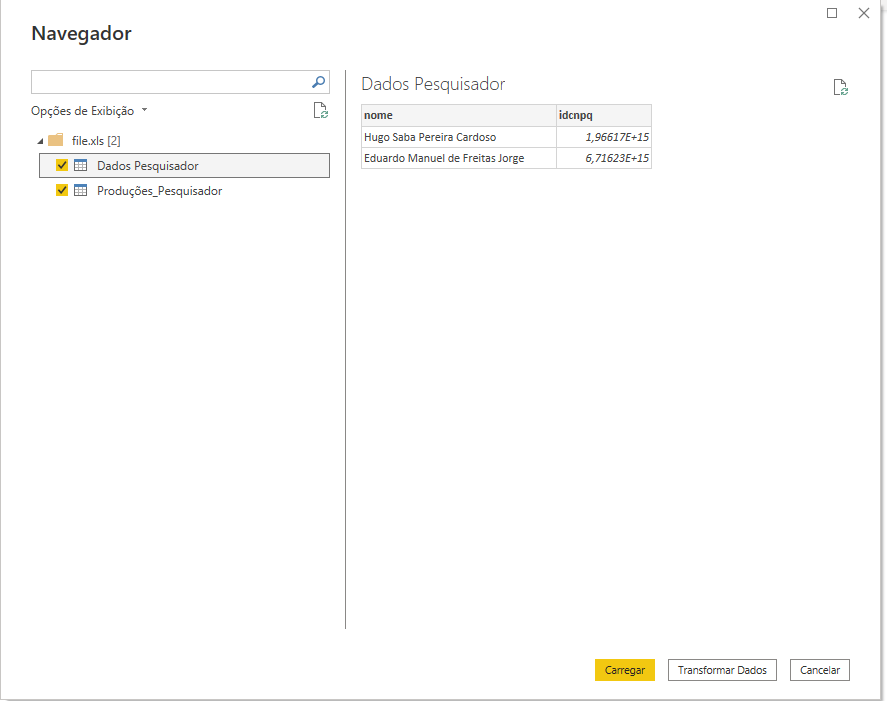 Navegador
Opções de Exibição
file.xls [2]
Dados Pesquisador
Produções_Pesquisador
Dados Pesquisador
nome idcnpq
Hugo Saba Pereira Cardoso 1,96617E+15
Eduardo Manuel de Freitas Jorge 6,71623E+15
Carregar Transformar Dados Cancelar